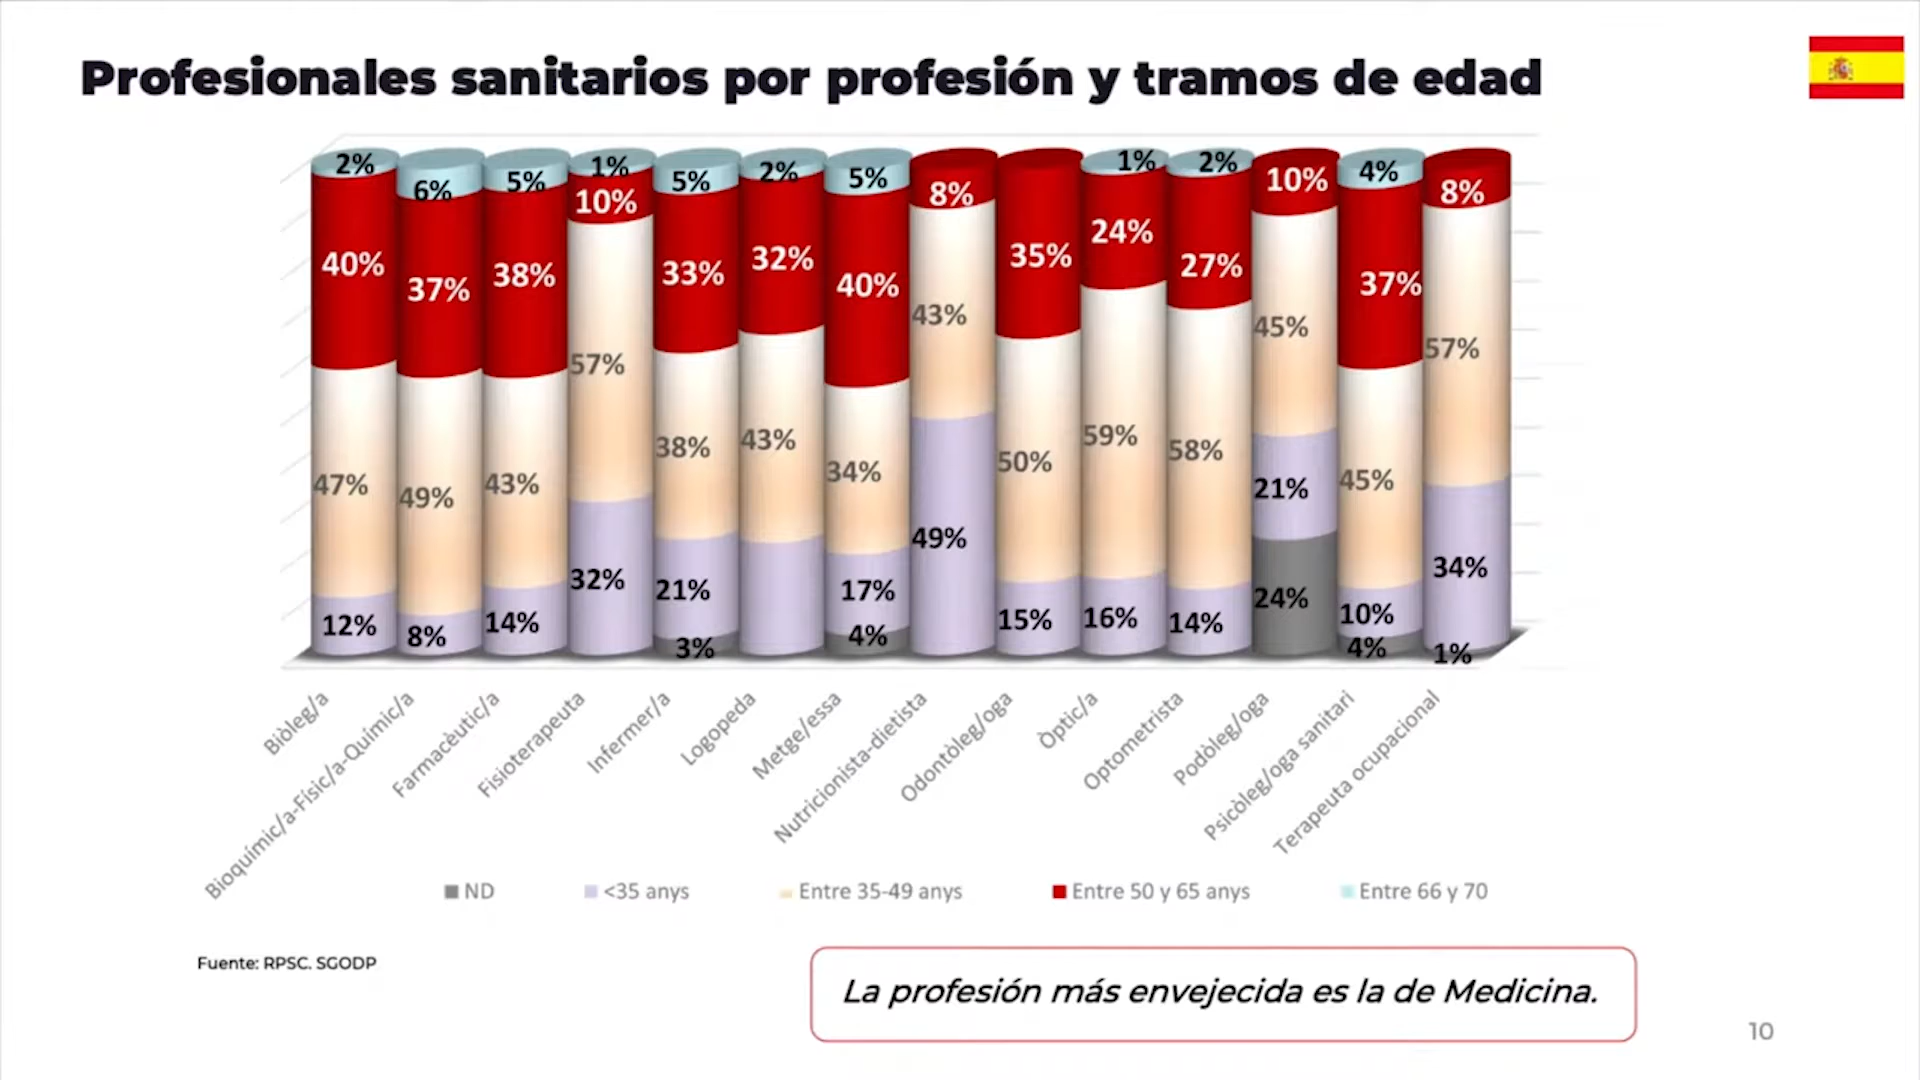 Profesionales sanitarios por profesión y tramos de edad
2% 6% 5% 1% 5% 2% 5% 1% 2% 4%
40% 37% 38% 10% 33% 32% 40% 8% 35% 24% 27% 10% 37% 8%
47% 49% 43% 57% 38% 43% 34% 43% 50% 59% 58% 45% 45% 57%
12% 8% 14% 32% 21% 17% 49% 15% 16% 14% 21% 10% 34%
3% 4% 24% 4% 1%
Biòleg/a
Bioquímic/a-Físic/a-Químic/a
Farmacèutic/a
Fisioterapeuta
Infermer/a
Logopeda
Metge/essa
Nutricionista-dietista
Odontòleg/oga
Òptic/a
Optometrista
Podòleg/oga
Psicòleg/oga sanitari
Terapeuta ocupacional
ND <35 anys Entre 35-49 anys Entre 50 y 65 anys Entre 66 y 70
Fuente: RPSC. SGODP
La profesión más envejecida es la de Medicina.
10